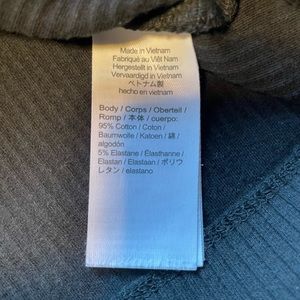 Made in Vietnam
Fabriqué au Viêt Nam
Hergestellt in Vietnam
Vervaardigd in Vietnam
ベトナム製
hecho en vietnam
Body / Corps / Oberteil /
Romp / 本体 / cuerpo:
95% Cotton / Coton /
Baumwolle / Katoen / 綿 /
algodón
5% Elastane / Élasthanne /
Elastan / Elastaan / ポリウ
レタン / elastano